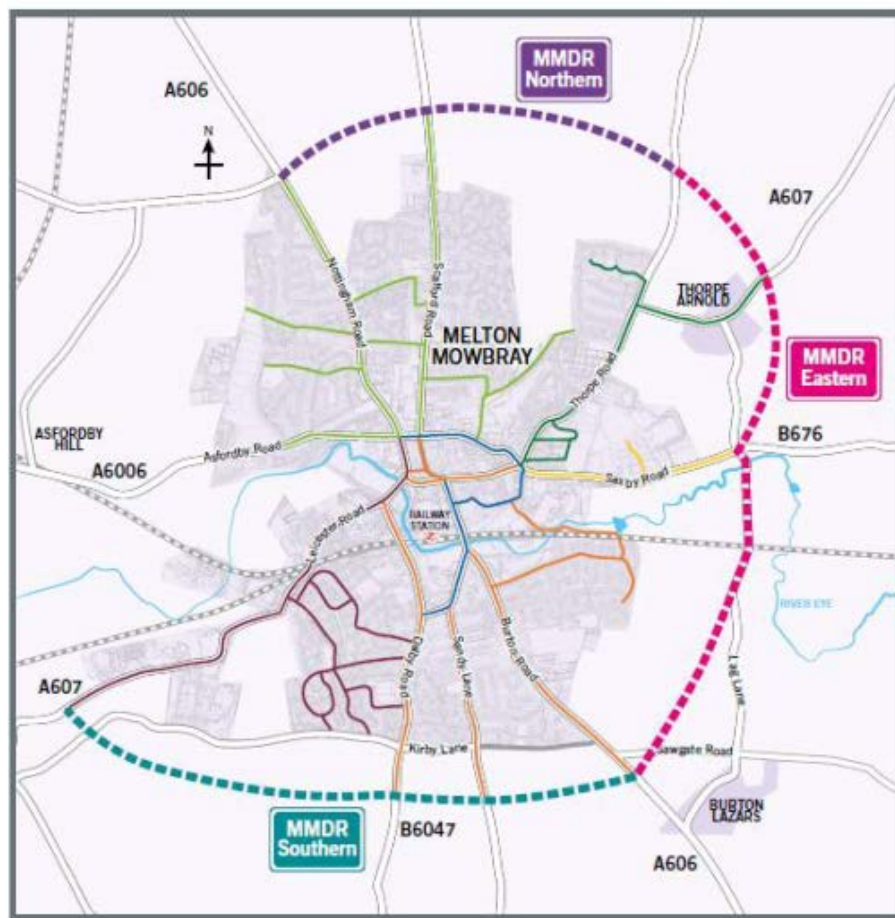 MMDR
Northern
A606
N
A607
THORPE
ARNOLD
Nottingham Road
Scalford Road
MELTON
MOWBRAY
MMDR
Eastern
Thorpe Road
ASFORDBY
HILL
Asfordby Road
A6006
B676
Saxby Road
RAILWAY
STATION
Leicester Road
RIVER EYE
Dalby Road
Sandy Lane
Burton Road
Lag Lane
A607
Kirby Lane
Sawgate Road
MMDR
Southern
B6047
BURTON
LAZARS
A606